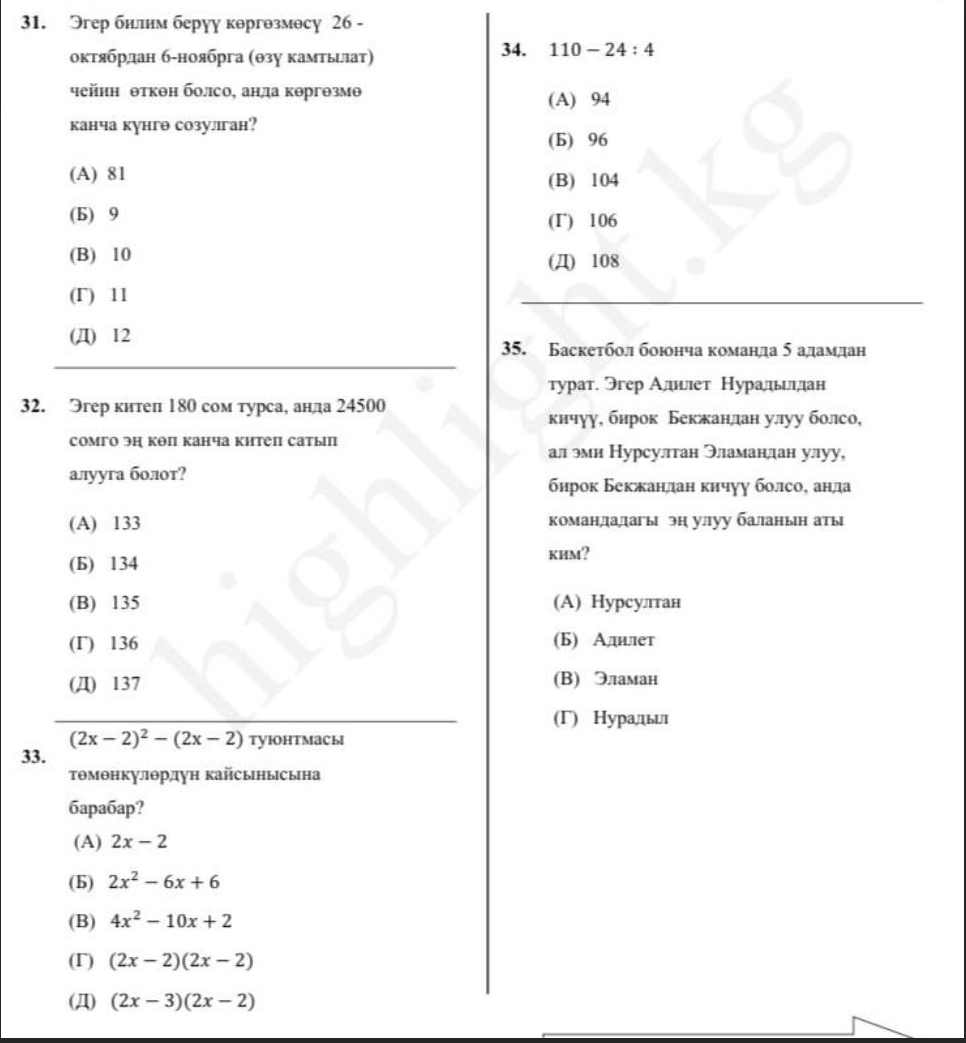 31. Эгер билим берүү көргөзмөсү 26 -
октябрдан 6-ноябрга (өзү камтылат)
чейин өткөн болсо, анда көргөзмө
канча күнгө созулган?
(А) 81
(Б) 9
(В) 10
(Г) 11
(Д) 12
32. Эгер китеп 180 сом турса, анда 24500
сомго эң көп канча китеп сатып
алууга болот?
(А) 133
(Б) 134
(В) 135
(Г) 136
(Д) 137
33. (2x − 2)² − (2x − 2) туюнтмасы
төмөнкүлөрдүн кайсынысына
барабар?
(А) 2x − 2
(Б) 2x² − 6x + 6
(В) 4x² − 10x + 2
(Г) (2x − 2)(2x − 2)
(Д) (2x − 3)(2x − 2)
34. 110 − 24 : 4
(А) 94
(Б) 96
(В) 104
(Г) 106
(Д) 108
35. Баскетбол боюнча команда 5 адамдан
турат. Эгер Адилет Нурадылдан
кичүү, бирок Бекжандан улуу болсо,
ал эми Нурсултан Эламандан улуу,
бирок Бекжандан кичүү болсо, анда
командадагы эң улуу баланын аты
ким?
(А) Нурсултан
(Б) Адилет
(В) Эламан
(Г) Нурадыл
highlight.kg